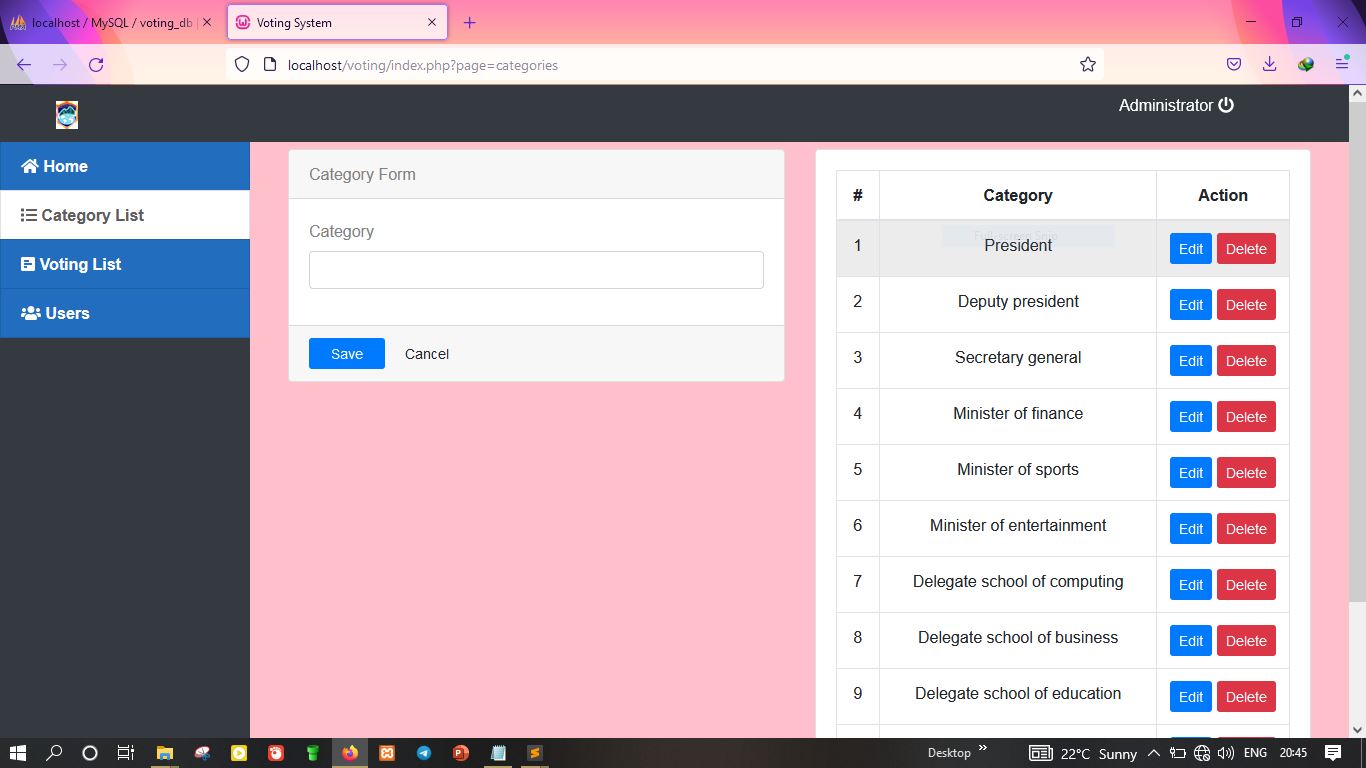 localhost / MySQL / voting_db
Voting System
localhost/voting/index.php?page=categories
Administrator
Home
Category List
Voting List
Users
Category Form
Category
Save Cancel
# Category Action
Full-screen Snip
1 President Edit Delete
2 Deputy president Edit Delete
3 Secretary general Edit Delete
4 Minister of finance Edit Delete
5 Minister of sports Edit Delete
6 Minister of entertainment Edit Delete
7 Delegate school of computing Edit Delete
8 Delegate school of business Edit Delete
9 Delegate school of education Edit Delete
Desktop » 22°C Sunny ENG 20:45